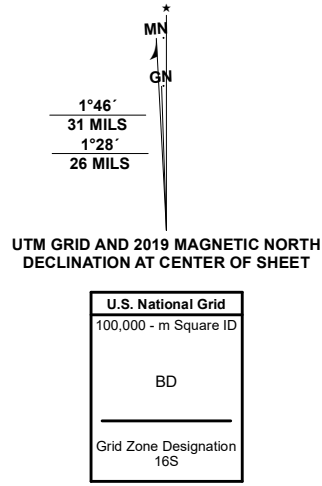 MN
GN
1°46´
31 MILS
1°28´
26 MILS
UTM GRID AND 2019 MAGNETIC NORTH
DECLINATION AT CENTER OF SHEET
U.S. National Grid
100,000 - m Square ID
BD
Grid Zone Designation
16S